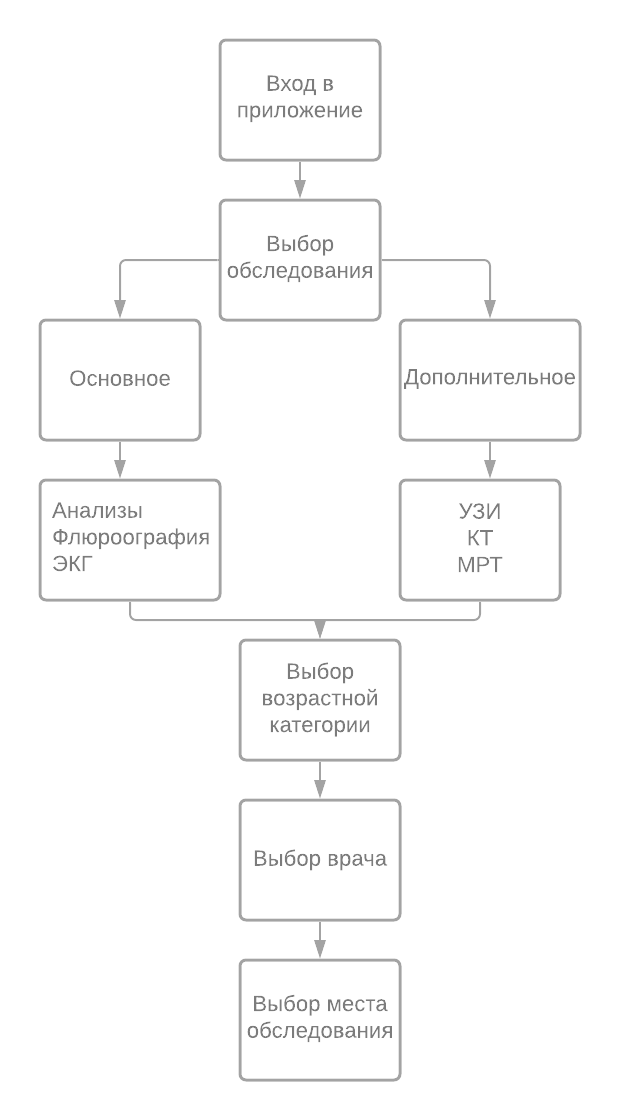 Вход в
приложение
Выбор
обследования
Основное
Дополнительное
Анализы
Флюроография
ЭКГ
УЗИ
КТ
МРТ
Выбор
возрастной
категории
Выбор врача
Выбор места
обследования